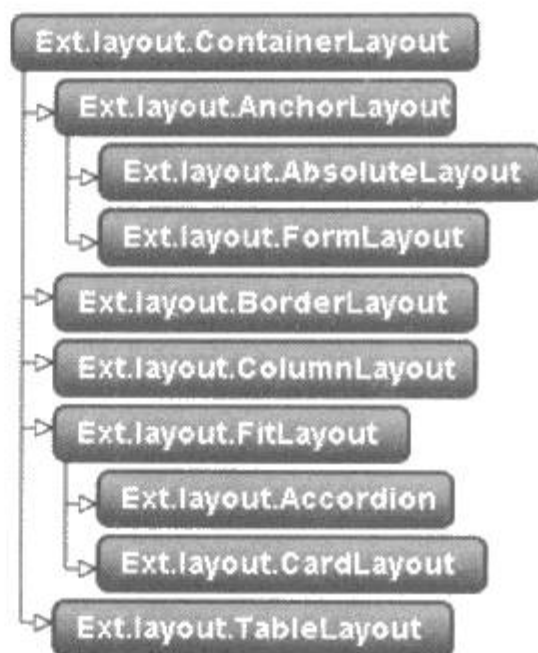 Ext.layout.ContainerLayout
Ext.layout.AnchorLayout
Ext.layout.AbsoluteLayout
Ext.layout.FormLayout
Ext.layout.BorderLayout
Ext.layout.ColumnLayout
Ext.layout.FitLayout
Ext.layout.Accordion
Ext.layout.CardLayout
Ext.layout.TableLayout